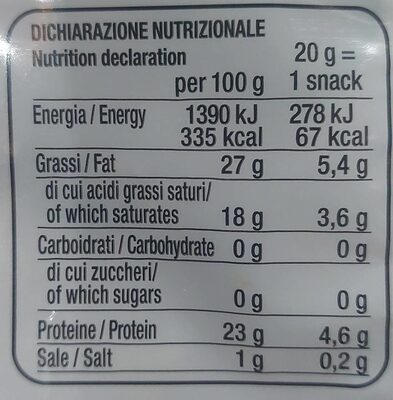 DICHIARAZIONE NUTRIZIONALE
Nutrition declaration 20 g =
per 100 g 1 snack
Energia / Energy 1390 kJ 278 kJ
335 kcal 67 kcal
Grassi / Fat 27 g 5,4 g
di cui acidi grassi saturi/
of which saturates 18 g 3,6 g
Carboidrati / Carbohydrate 0 g 0 g
di cui zuccheri/
of which sugars 0 g 0 g
Proteine / Protein 23 g 4,6 g
Sale / Salt 1 g 0,2 g